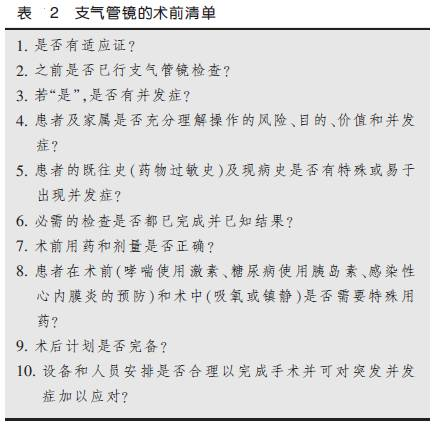 表 2 支气管镜的术前清单
1. 是否有适应证?
2. 之前是否已行支气管镜检查?
3. 若“是”,是否有并发症?
4. 患者及家属是否充分理解操作的风险、目的、价值和并发
症?
5. 患者的既往史(药物过敏史)及现病史是否有特殊或易于
出现并发症?
6. 必需的检查是否都已完成并已知结果?
7. 术前用药和剂量是否正确?
8. 患者在术前(哮喘使用激素、糖尿病使用胰岛素、感染性
心内膜炎的预防)和术中(吸氧或镇静)是否需要特殊用
药?
9. 术后计划是否完备?
10. 设备和人员安排是否合理以完成手术并可对突发并发
症加以应对?